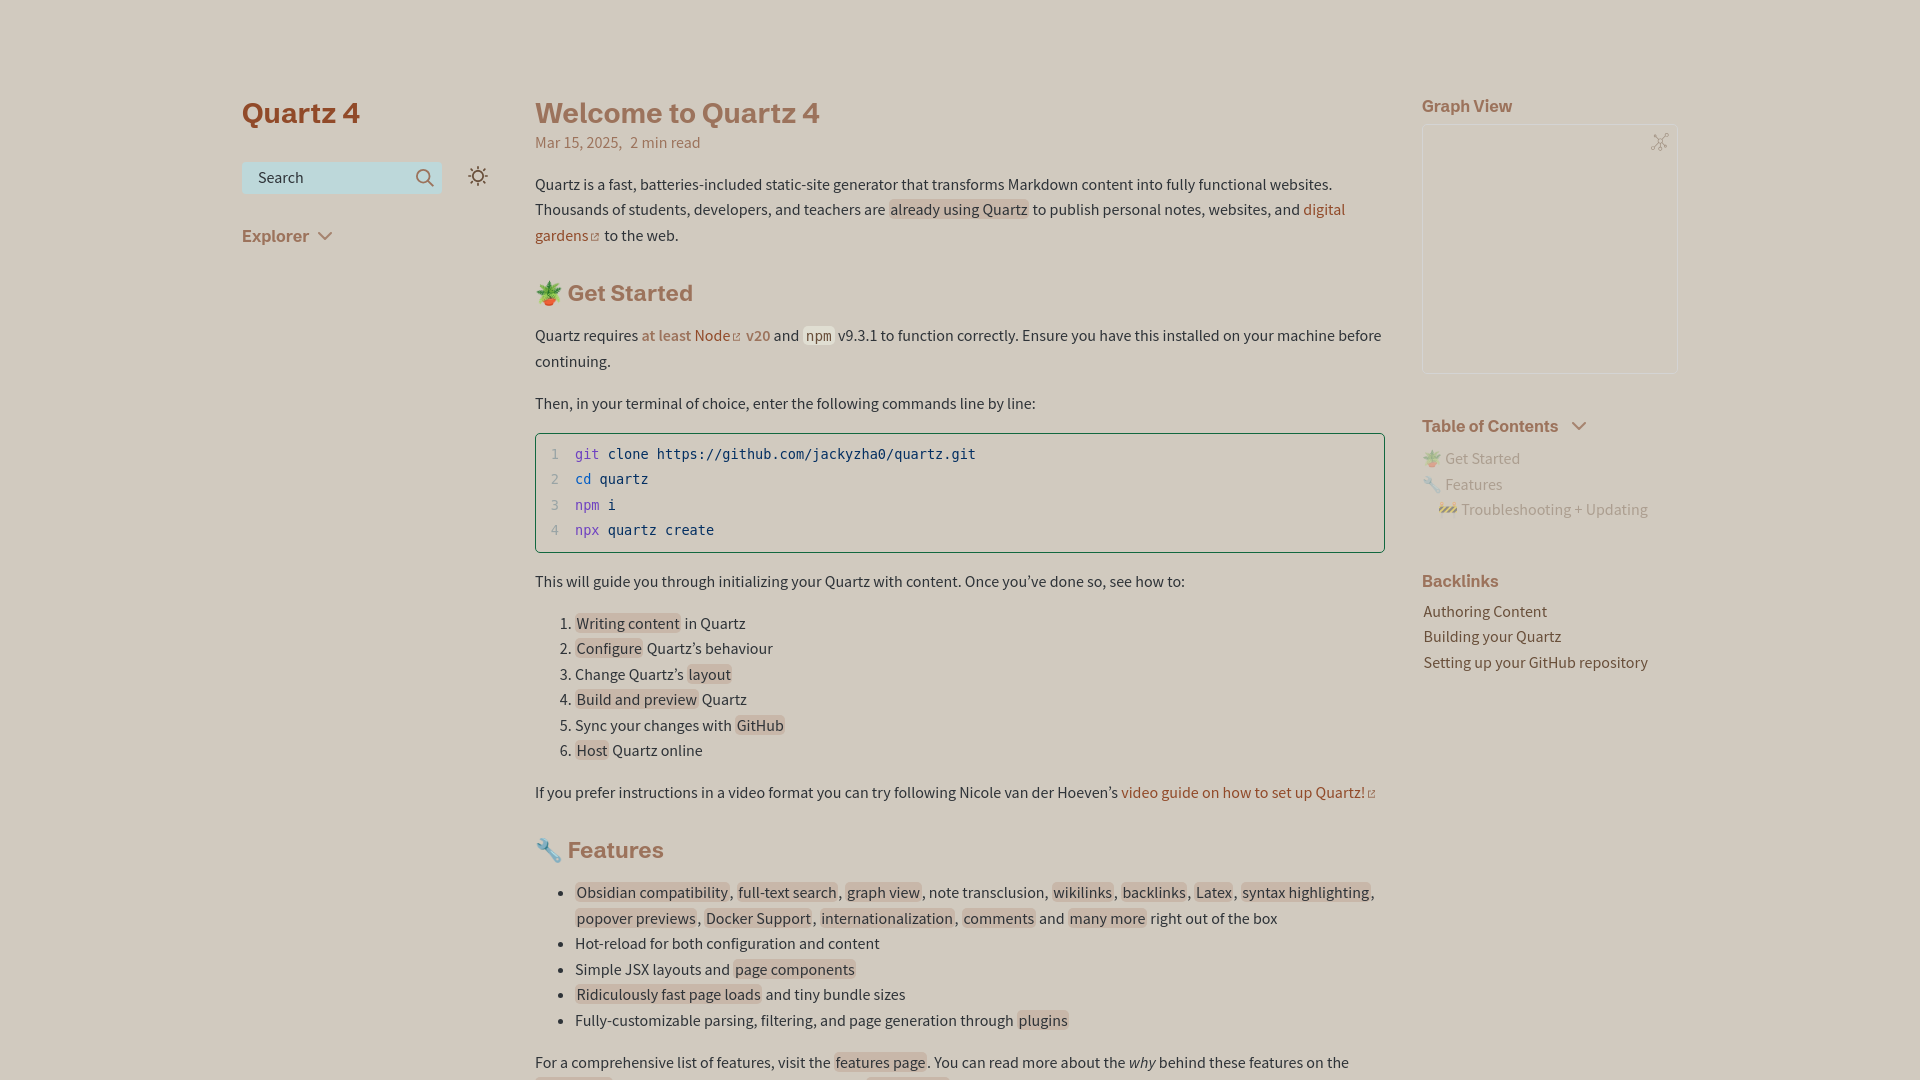 Quartz 4
Search
Explorer
Welcome to Quartz 4
Mar 15, 2025, 2 min read
Quartz is a fast, batteries-included static-site generator that transforms Markdown content into fully functional websites.
Thousands of students, developers, and teachers are already using Quartz to publish personal notes, websites, and digital
gardens to the web.
🪴 Get Started
Quartz requires at least Node v20 and npm v9.3.1 to function correctly. Ensure you have this installed on your machine before
continuing.
Then, in your terminal of choice, enter the following commands line by line:
1 git clone https://github.com/jackyzha0/quartz.git
2 cd quartz
3 npm i
4 npx quartz create
This will guide you through initializing your Quartz with content. Once you’ve done so, see how to:
1. Writing content in Quartz
2. Configure Quartz’s behaviour
3. Change Quartz’s layout
4. Build and preview Quartz
5. Sync your changes with GitHub
6. Host Quartz online
If you prefer instructions in a video format you can try following Nicole van der Hoeven’s video guide on how to set up Quartz!
🔧 Features
• Obsidian compatibility, full-text search, graph view, note transclusion, wikilinks, backlinks, Latex, syntax highlighting,
popover previews, Docker Support, internationalization, comments and many more right out of the box
• Hot-reload for both configuration and content
• Simple JSX layouts and page components
• Ridiculously fast page loads and tiny bundle sizes
• Fully-customizable parsing, filtering, and page generation through plugins
For a comprehensive list of features, visit the features page. You can read more about the why behind these features on the
Graph View
Table of Contents
🪴 Get Started
🔧 Features
🚧 Troubleshooting + Updating
Backlinks
Authoring Content
Building your Quartz
Setting up your GitHub repository